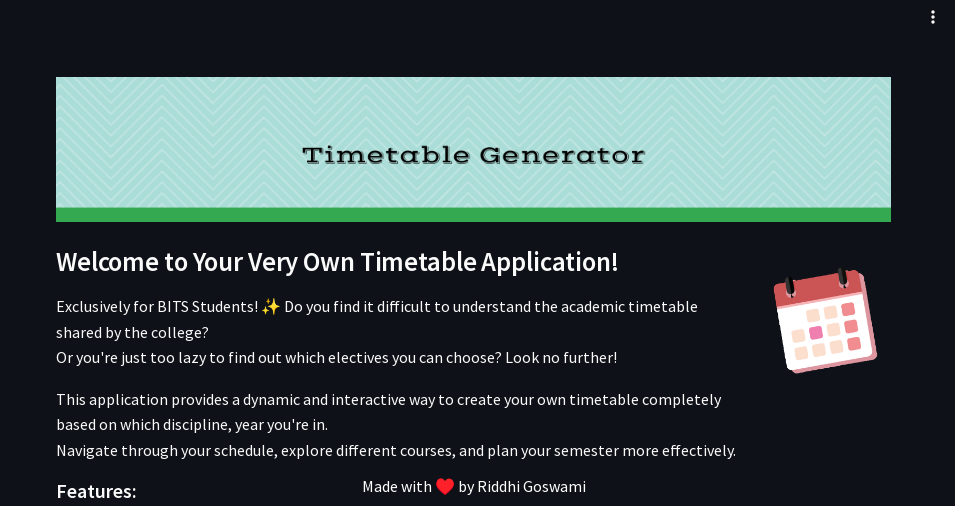 Timetable Generator
Welcome to Your Very Own Timetable Application!
Exclusively for BITS Students! ✨ Do you find it difficult to understand the academic timetable
shared by the college?
Or you're just too lazy to find out which electives you can choose? Look no further!
This application provides a dynamic and interactive way to create your own timetable completely
based on which discipline, year you're in.
Navigate through your schedule, explore different courses, and plan your semester more effectively.
Features:
Made with ❤️ by Riddhi Goswami